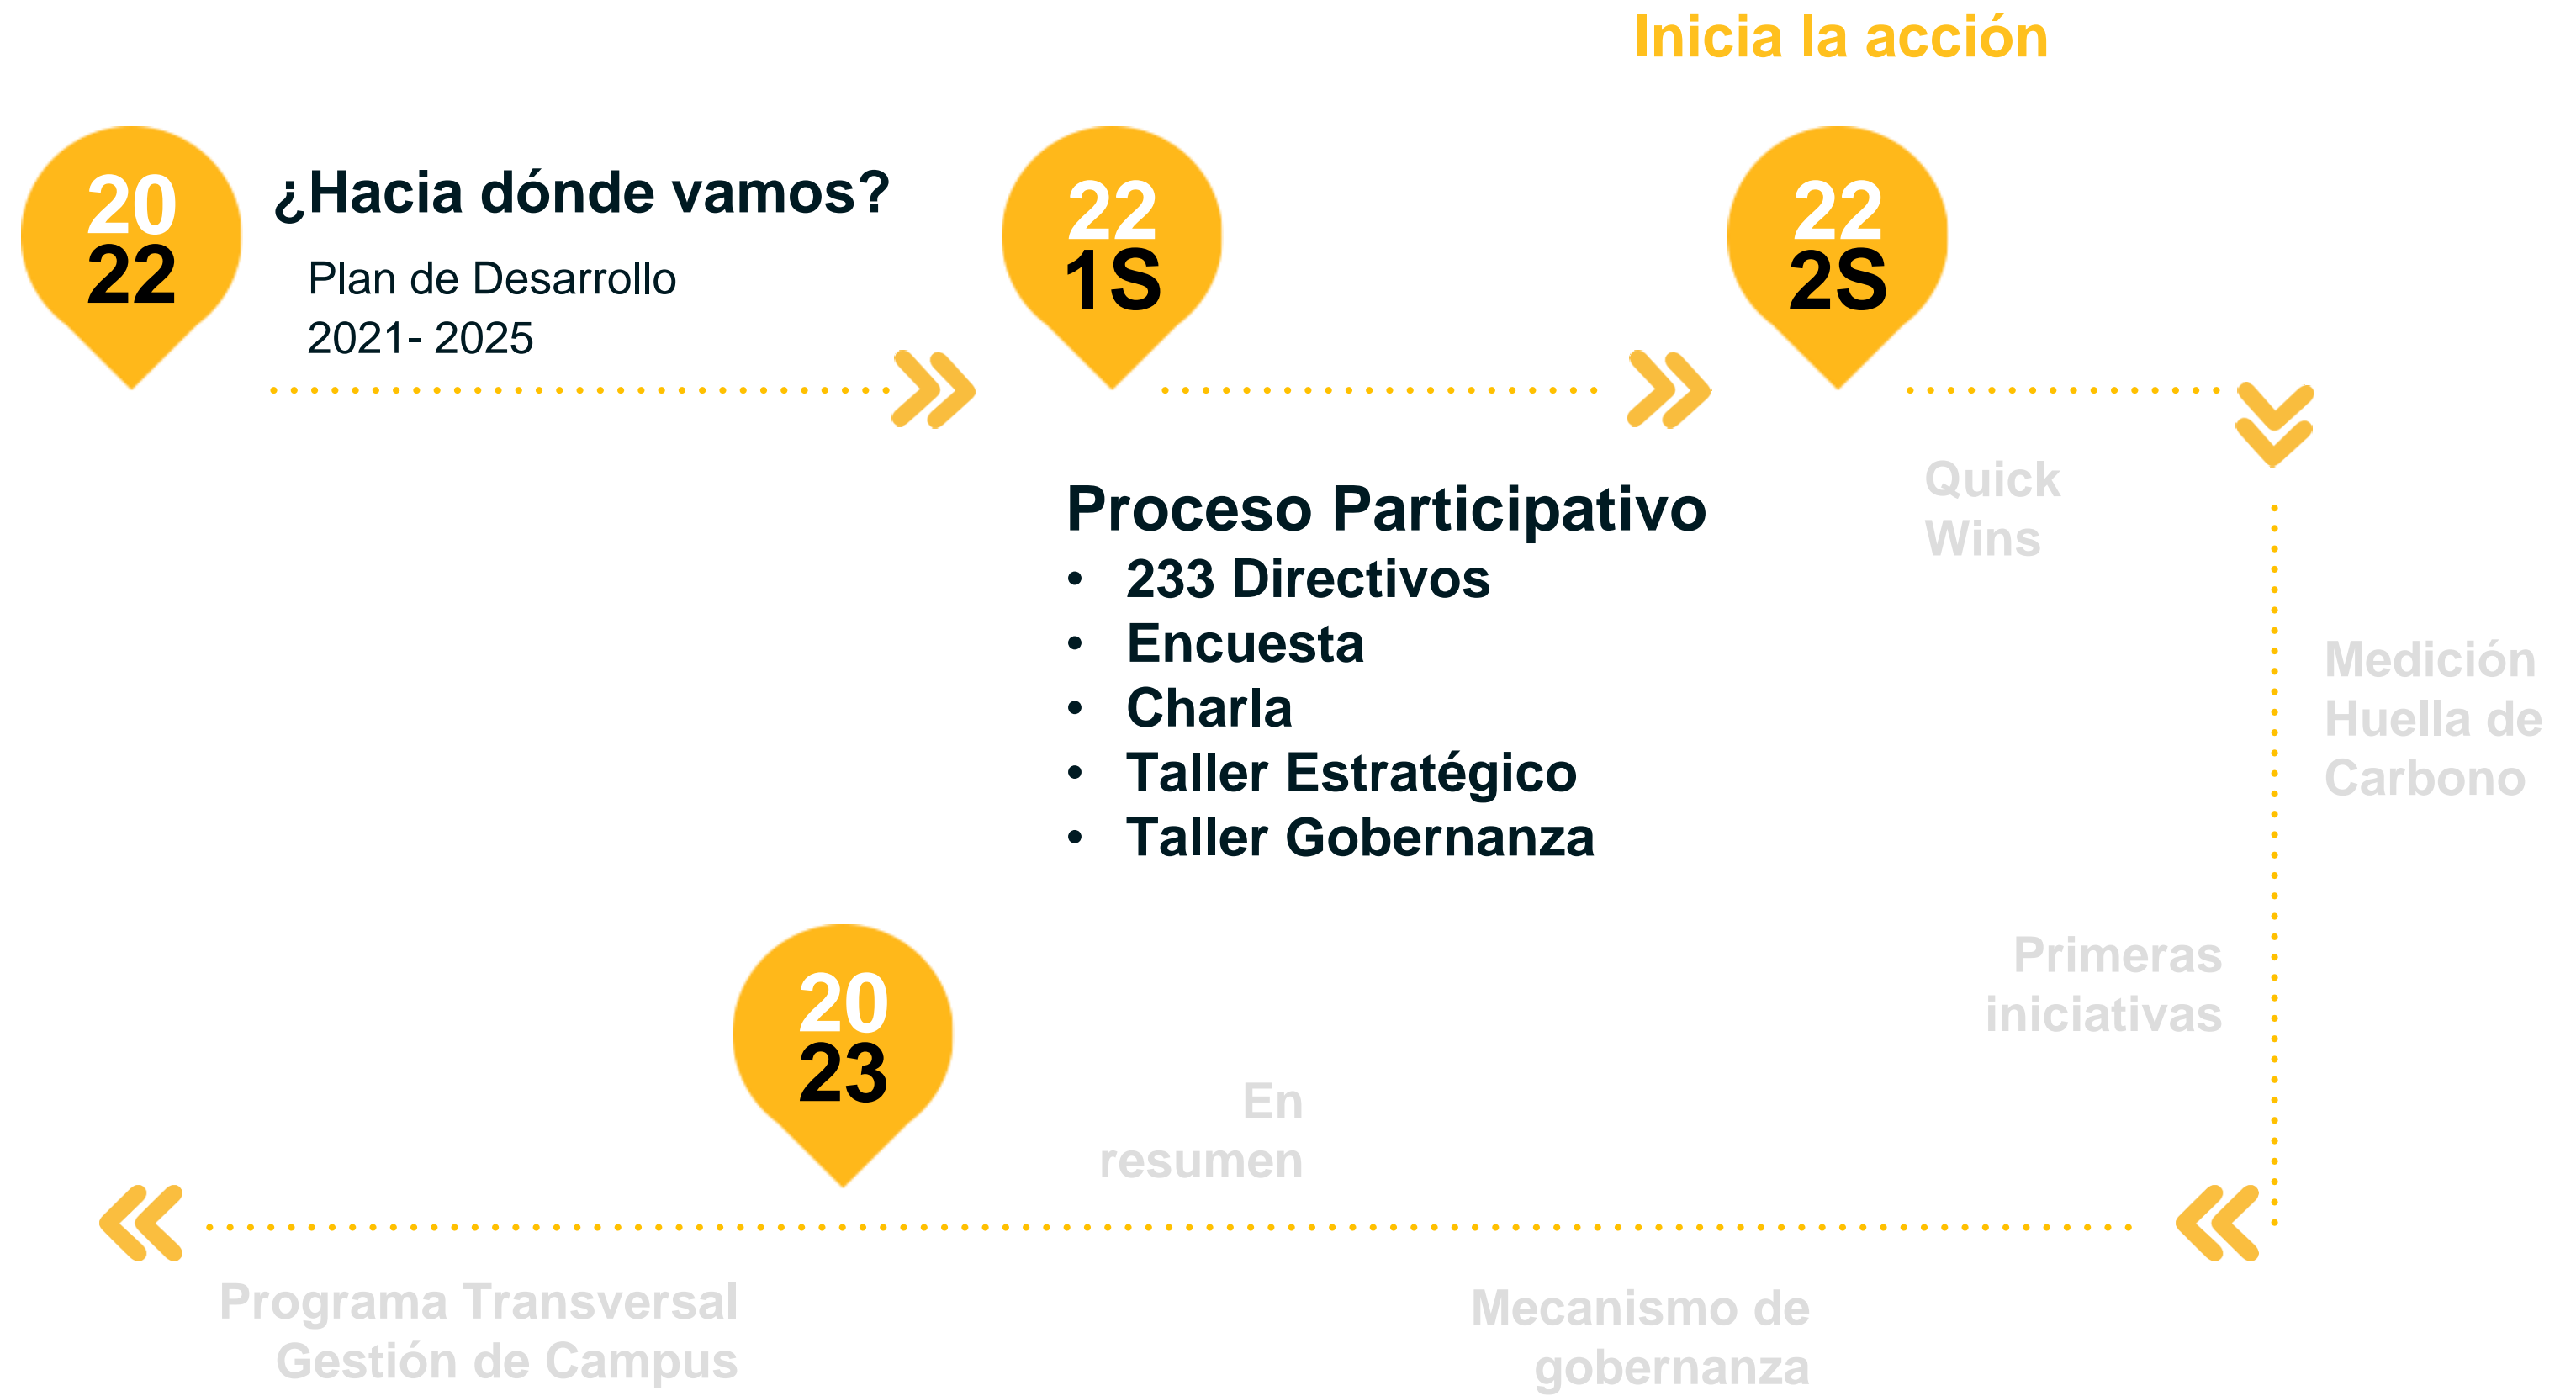 Inicia la acción
20
22
¿Hacia dónde vamos?
Plan de Desarrollo
2021- 2025
22
1S
22
2S
Proceso Participativo
• 233 Directivos
• Encuesta
• Charla
• Taller Estratégico
• Taller Gobernanza
Quick
Wins
Medición
Huella de
Carbono
Primeras
iniciativas
20
23
En
resumen
Mecanismo de
gobernanza
Programa Transversal
Gestión de Campus